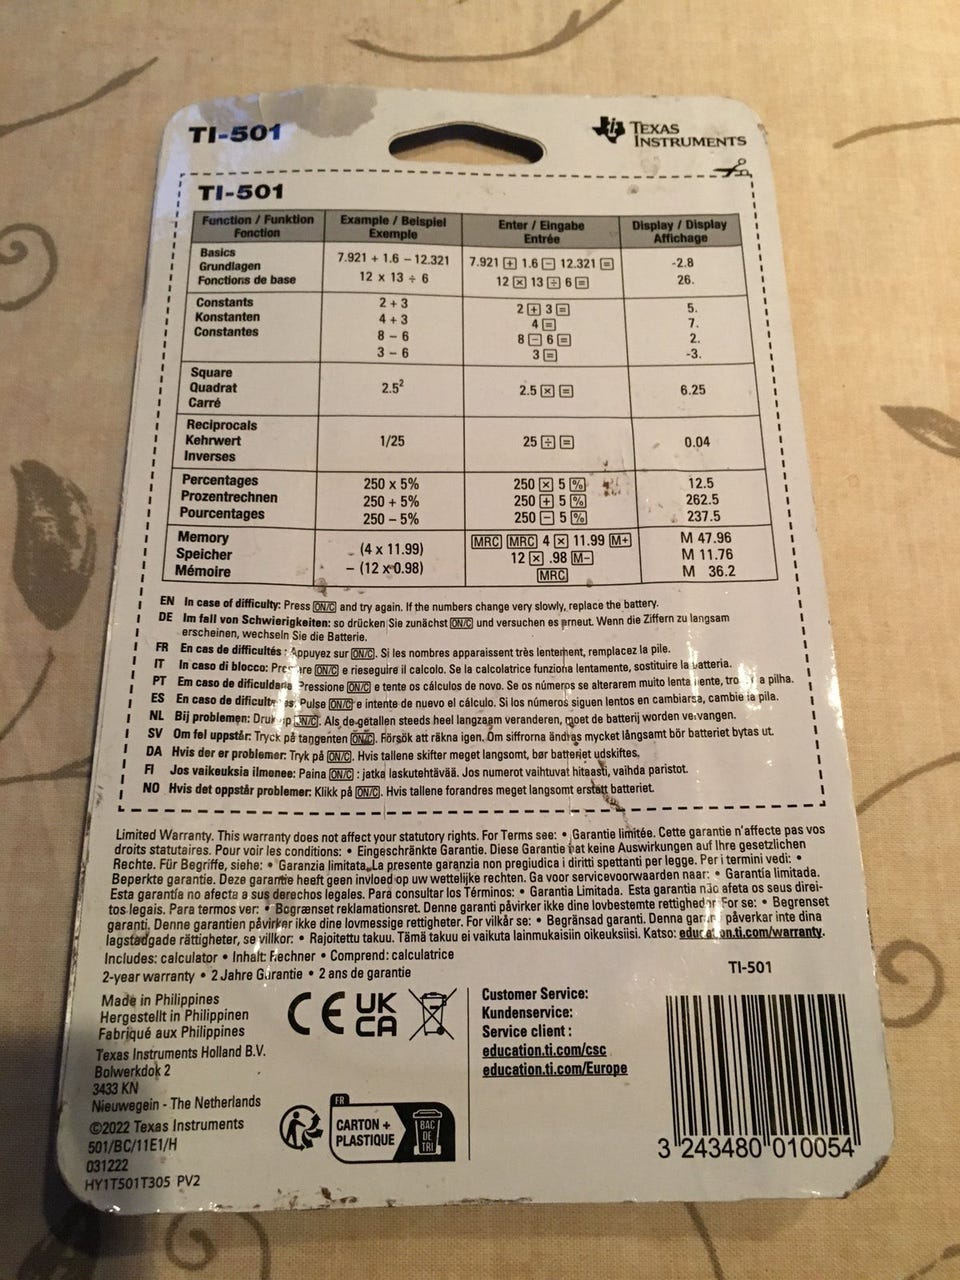 TI-501
TEXAS INSTRUMENTS
TI-501
Function / Funktion Fonction
Example / Beispiel Exemple
Enter / Eingabe Entrée
Display / Display Affichage
Basics 7.921 + 1.6 – 12.321 7.921 + 1.6 − 12.321 = -2.8
Grundlagen
Fonctions de base 12 x 13 ÷ 6 12 × 13 ÷ 6 = 26.
Constants 2 + 3 2 + 3 = 5.
Konstanten 4 + 3 4 = 7.
Constantes 8 – 6 8 − 6 = 2.
3 – 6 3 = -3.
Square
Quadrat 2.5² 2.5 × = 6.25
Carré
Reciprocals
Kehrwert 1/25 25 ÷ = 0.04
Inverses
Percentages 250 x 5% 250 × 5 % 12.5
Prozentrechnen 250 + 5% 250 + 5 % 262.5
Pourcentages 250 – 5% 250 − 5 % 237.5
Memory (4 x 11.99) MRC MRC 4 × 11.99 M+ M 47.96
Speicher – (12 x 0.98) 12 × .98 M− M 11.76
Mémoire MRC M 36.2
EN In case of difficulty: Press ON/C and try again. If the numbers change very slowly, replace the battery.
DE Im fall von Schwierigkeiten: so drücken Sie zunächst ON/C und versuchen es erneut. Wenn die Ziffern zu langsam
erscheinen, wechseln Sie die Batterie.
FR En cas de difficultés : Appuyez sur ON/C. Si les nombres apparaissent très lentement, remplacez la pile.
IT In caso di blocco: Premere ON/C e rieseguire il calcolo. Se la calcolatrice funziona lentamente, sostituire la batteria.
PT Em caso de dificuldade: Pressione ON/C e tente os cálculos de novo. Se os números se alterarem muito lentamente, troque a pilha.
ES En caso de dificultades: Pulse ON/C e intente de nuevo el cálculo. Si los números siguen lentos en cambiarsa, cambie la pila.
NL Bij problemen: Druk op ON/C. Als de getallen steeds heel langzaam veranderen, moet de batterij worden vervangen.
SV Om fel uppstår: Tryck på tangenten ON/C. Försök att räkna igen. Om siffrorna ändras mycket långsamt bör batteriet bytas ut.
DA Hvis der er problemer: Tryk på ON/C. Hvis tallene skifter meget langsomt, bør batteriet udskiftes.
FI Jos vaikeuksia ilmenee: Paina ON/C : jatka laskutehtävää. Jos numerot vaihtuvat hitaasti, vaihda paristot.
NO Hvis det oppstår problemer: Klikk på ON/C. Hvis tallene forandres meget langsomt erstatt batteriet.
Limited Warranty. This warranty does not affect your statutory rights. For Terms see: • Garantie limitée. Cette garantie n'affecte pas vos
droits statutaires. Pour voir les conditions: • Eingeschränkte Garantie. Diese Garantie hat keine Auswirkungen auf Ihre gesetzlichen
Rechte. Für Begriffe, siehe: • Garanzia limitata. La presente garanzia non pregiudica i diritti spettanti per legge. Per i termini vedi: •
Beperkte garantie. Deze garantie heeft geen invloed op uw wettelijke rechten. Ga voor servicevoorwaarden naar: • Garantía limitada.
Esta garantía no afecta a sus derechos legales. Para consultar los Términos: • Garantia Limitada. Esta garantia não afeta os seus direi-
tos legais. Para termos ver: • Bogrænset reklamationsret. Denne garanti påvirker ikke dine lovbestemte rettigheder For se: • Begrenset
garanti. Denne garantien påvirker ikke dine lovmessige rettigheter. For vilkår se: • Begränsad garanti. Denna garanti påverkar inte dina
lagstadgade rättigheter, se villkor: • Rajoitettu takuu. Tämä takuu ei vaikuta lainmukaisiin oikeuksiisi. Katso: education.ti.com/warranty.
Includes: calculator • Inhalt: Rechner • Comprend: calculatrice
2-year warranty • 2 Jahre Garantie • 2 ans de garantie
TI-501
Made in Philippines
Hergestellt in Philippinen
Fabriqué aux Philippines
Texas Instruments Holland B.V.
Bolwerkdok 2
3433 KN
Nieuwegein - The Netherlands
©2022 Texas Instruments
501/BC/11E1/H
031222
HY1T501T305 PV2
CE UK CA
FR
CARTON + PLASTIQUE
BAC DE TRI
Customer Service:
Kundenservice:
Service client :
education.ti.com/csc
education.ti.com/Europe
3 243480 010054